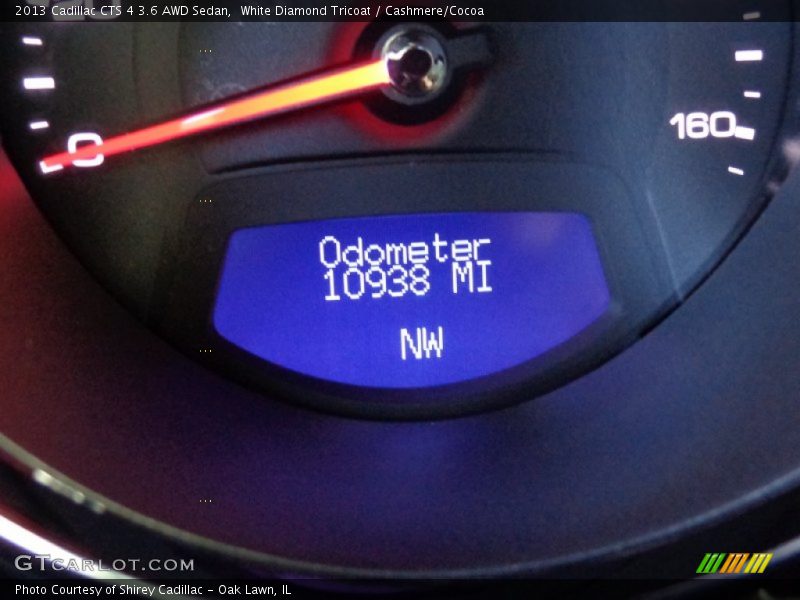 2013 Cadillac CTS 4 3.6 AWD Sedan,  White Diamond Tricoat / Cashmere/Cocoa
0
160
Odometer
10938 MI
NW
GTCARLOT.COM
Photo Courtesy of Shirey Cadillac - Oak Lawn, IL